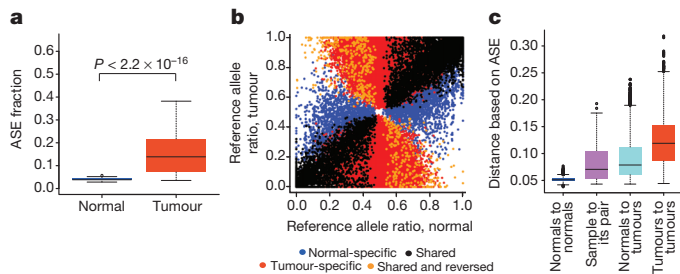 a
ASE fraction
0.6
0.5
0.4
0.3
0.2
0.1
0.0
P < 2.2 × 10⁻¹⁶
Normal
Tumour
b
Reference allele
ratio, tumour
1.0
0.8
0.6
0.4
0.2
0.0
0.0 0.2 0.4 0.6 0.8 1.0
Reference allele ratio, normal
Normal-specific
Shared
Tumour-specific
Shared and reversed
c
Distance based on ASE
0.30
0.25
0.20
0.15
0.10
0.05
Normals to
normals
Sample to
its pair
Normals to
tumours
Tumours to
tumours